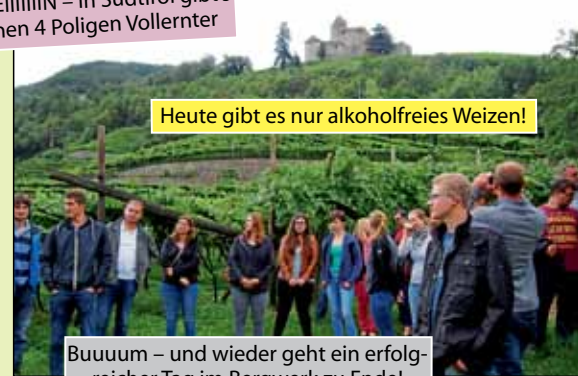 – in Südtirol gibts
4 Poligen Vollernter
Heute gibt es nur alkoholfreies Weizen!
Buuuum – und wieder geht ein erfolg-
reicher Tag im Bergwerk zu Ende!